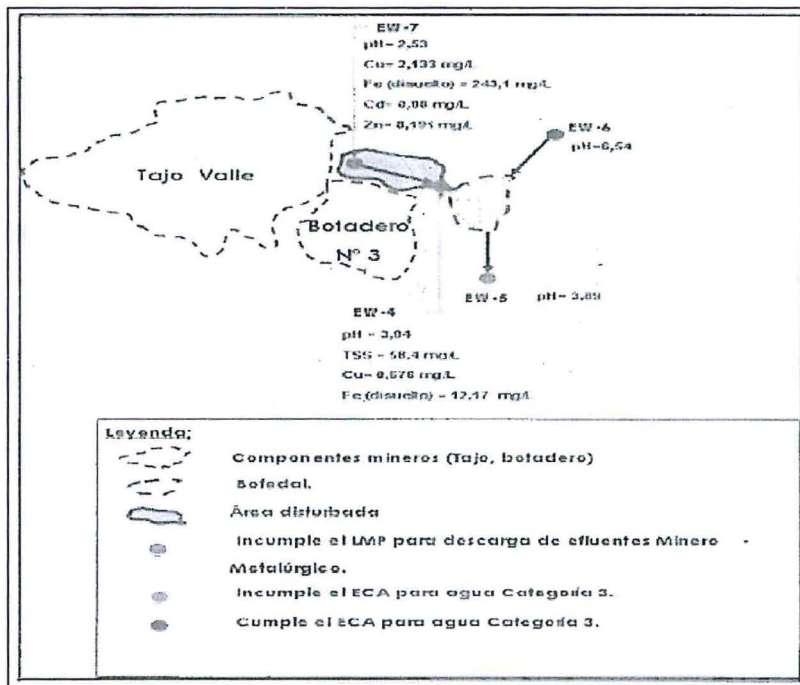 EW-7
pH= 2,53
Cu= 2,133 mg/L
Fe (disuelto) = 243,1 mg/L
Cd= 0,08 mg/L
Zn= 8,191 mg/L
EW-6
pH=6,54
Tajo Valle
Botadero
N° 3
EW-5 pH= 3,89
EW-4
pH = 3,04
TSS = 58,4 mg/L
Cu= 0,678 mg/L
Fe (disuelto) = 12,17 mg/L
Leyenda:
Componentes mineros (Tajo, botadero)
Bofedal.
Área disturbada
Incumple el LMP para descarga de efluentes Minero -
Metalúrgico.
Incumple el ECA para agua Categoría 3.
Cumple el ECA para agua Categoría 3.